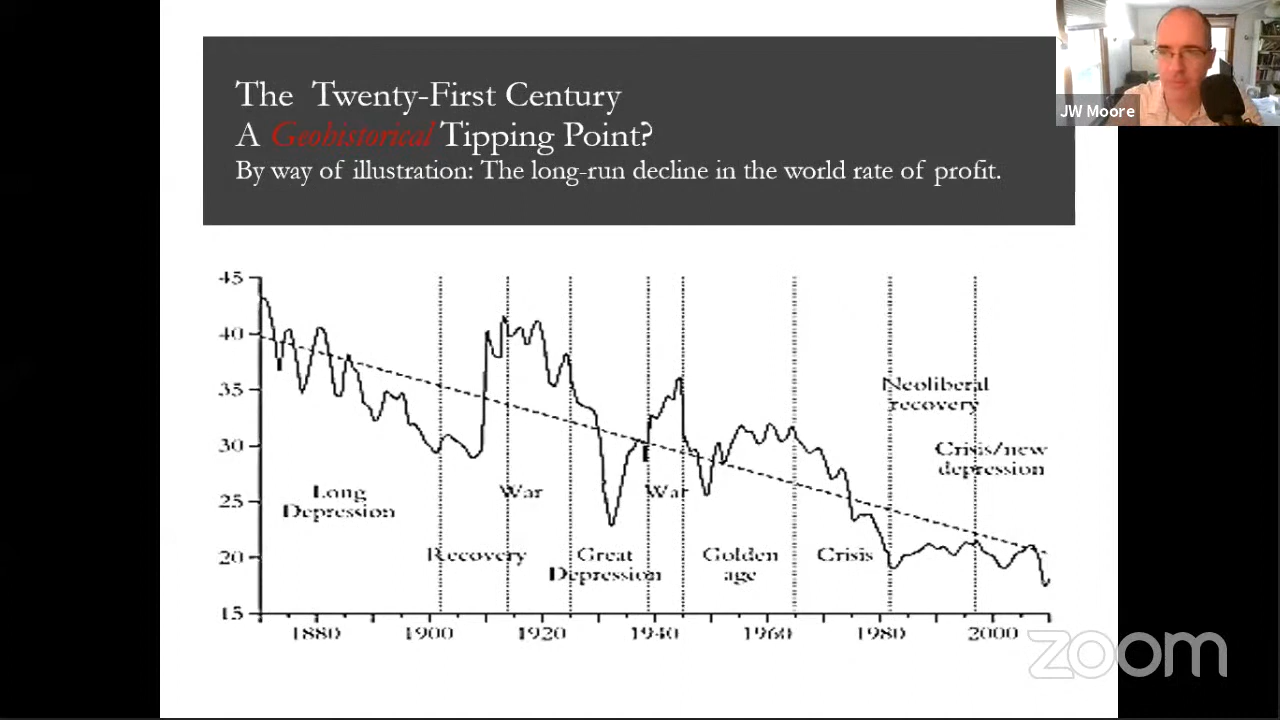 The Twenty-First Century
A Geohistorical Tipping Point?
By way of illustration: The long-run decline in the world rate of profit.
JW Moore
45
40
35
30
25
20
15
Neoliberal
recovery
Crisis/new
depression
Long
Depression
War
War
Recovery
Great
Depression
Golden
age
Crisis
1880
1900
1920
1940
1960
1980
2000
zoom